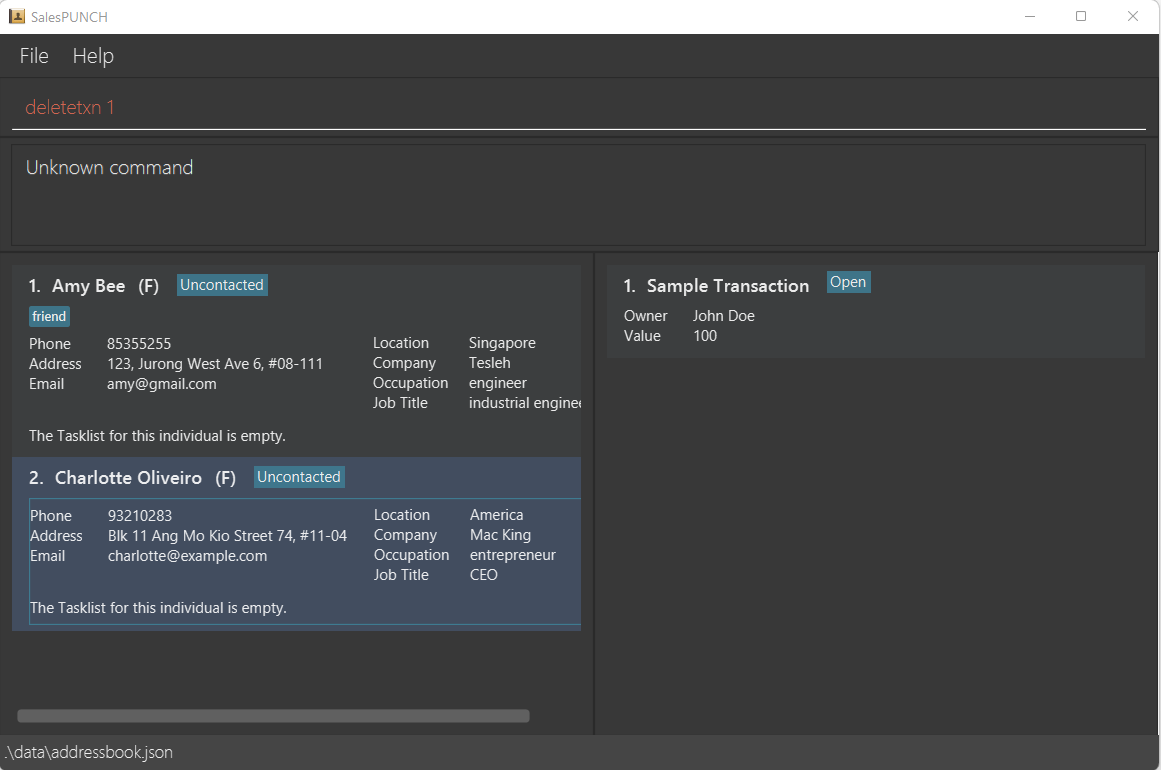 SalesPUNCH
File Help
deletetxn 1
Unknown command
1. Amy Bee (F) Uncontacted
friend
Phone 85355255
Address 123, Jurong West Ave 6, #08-111
Email amy@gmail.com
Location Singapore
Company Tesleh
Occupation engineer
Job Title industrial enginee
The Tasklist for this individual is empty.
2. Charlotte Oliveiro (F) Uncontacted
Phone 93210283
Address Blk 11 Ang Mo Kio Street 74, #11-04
Email charlotte@example.com
Location America
Company Mac King
Occupation entrepreneur
Job Title CEO
The Tasklist for this individual is empty.
1. Sample Transaction Open
Owner John Doe
Value 100
.\data\addressbook.json